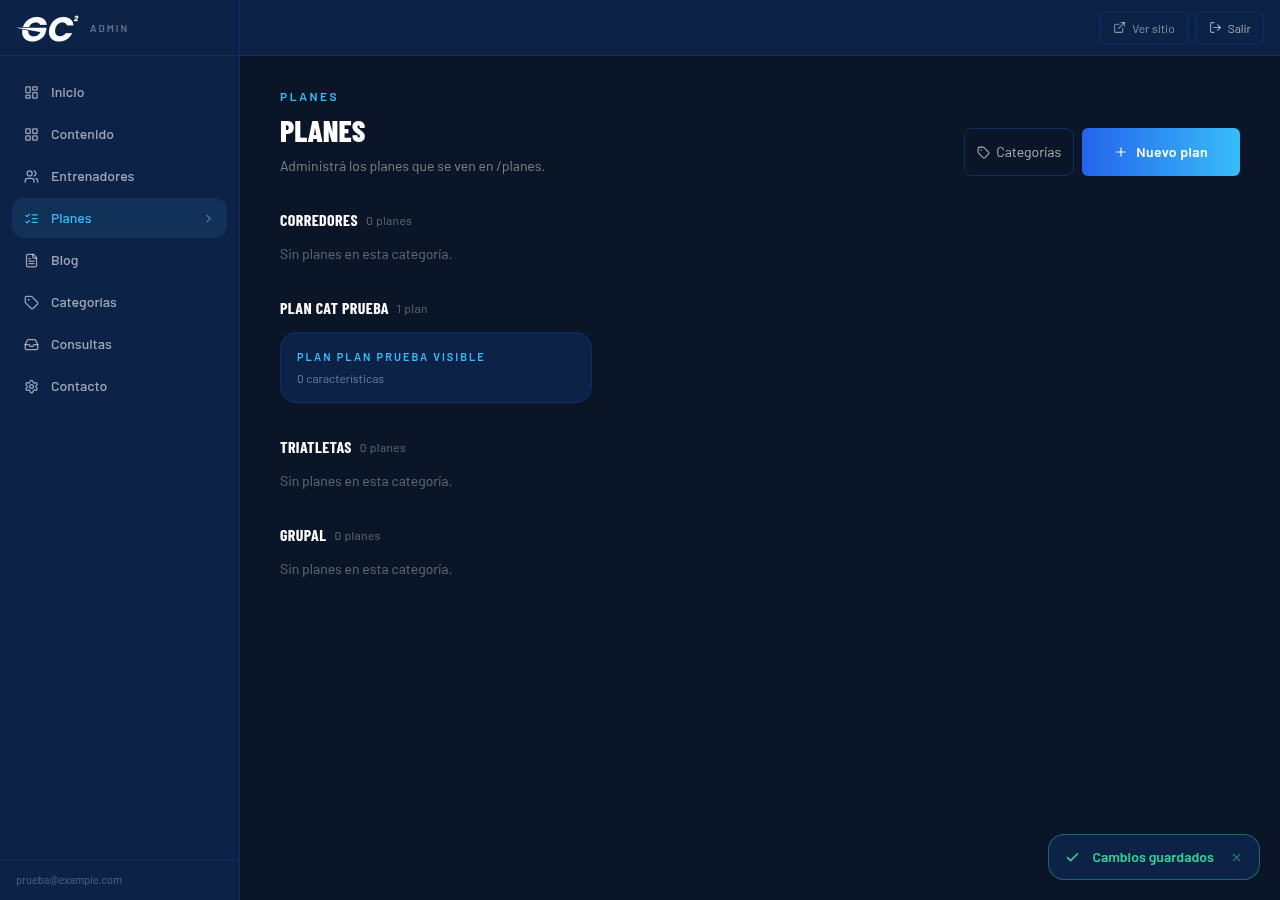 GC² ADMIN
Ver sitio
Salir
Inicio
Contenido
Entrenadores
Planes
Blog
Categorías
Consultas
Contacto
prueba@example.com
PLANES
PLANES
Administrá los planes que se ven en /planes.
Categorías
Nuevo plan
CORREDORES 0 planes
Sin planes en esta categoría.
PLAN CAT PRUEBA 1 plan
PLAN PLAN PRUEBA VISIBLE
0 características
TRIATLETAS 0 planes
Sin planes en esta categoría.
GRUPAL 0 planes
Sin planes en esta categoría.
Cambios guardados